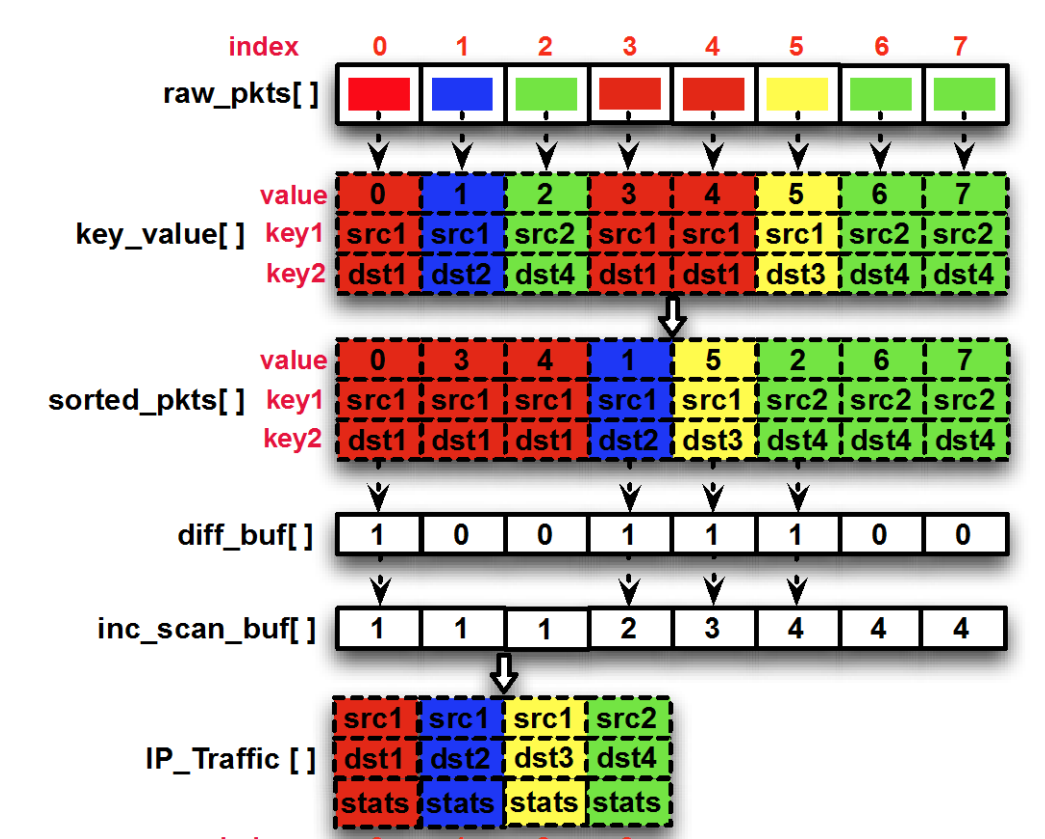 index 0 1 2 3 4 5 6 7
raw_pkts[ ]
value 0 1 2 3 4 5 6 7
key_value[ ] key1 src1 src1 src2 src1 src1 src1 src2 src2
key2 dst1 dst2 dst4 dst1 dst1 dst3 dst4 dst4
value 0 3 4 1 5 2 6 7
sorted_pkts[ ] key1 src1 src1 src1 src1 src1 src2 src2 src2
key2 dst1 dst1 dst1 dst2 dst3 dst4 dst4 dst4
diff_buf[ ] 1 0 0 1 1 1 0 0
inc_scan_buf[ ] 1 1 1 2 3 4 4 4
src1 src1 src1 src2
IP_Traffic [ ] dst1 dst2 dst3 dst4
stats stats stats stats